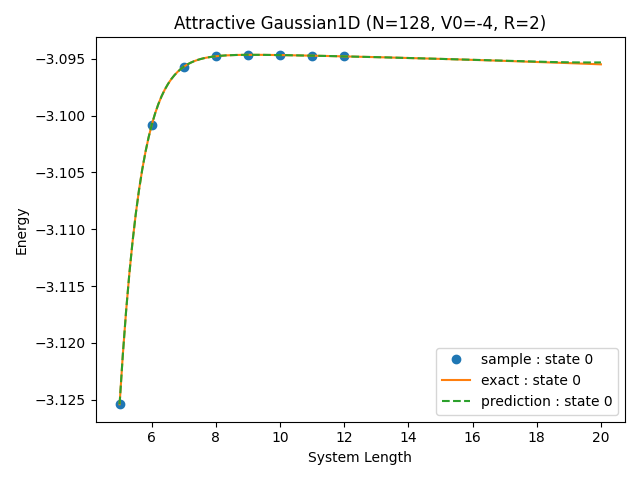 Attractive Gaussian1D (N=128, V0=-4, R=2)
−3.095
−3.100
−3.105
−3.110
−3.115
−3.120
−3.125
Energy
sample : state 0
exact : state 0
prediction : state 0
6 8 10 12 14 16 18 20
System Length